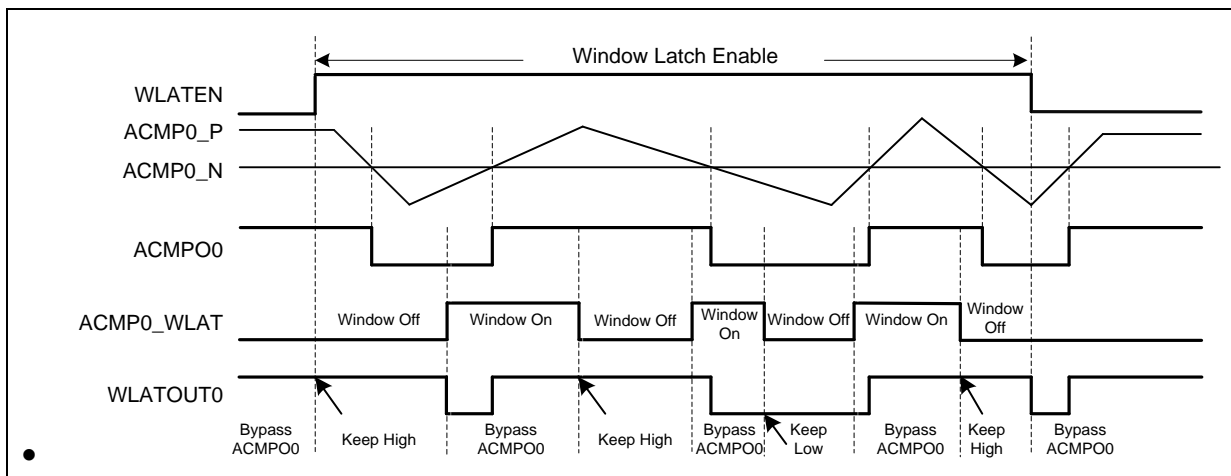 Window Latch Enable
WLATEN
ACMP0_P
ACMP0_N
ACMPO0
ACMP0_WLAT
Window Off
Window On
Window Off
Window
On
Window Off
Window On
Window
Off
WLATOUT0
Bypass
ACMPO0
Keep High
Bypass
ACMPO0
Keep High
Bypass
ACMPO0
Keep
Low
Bypass
ACMPO0
Keep
High
Bypass
ACMPO0